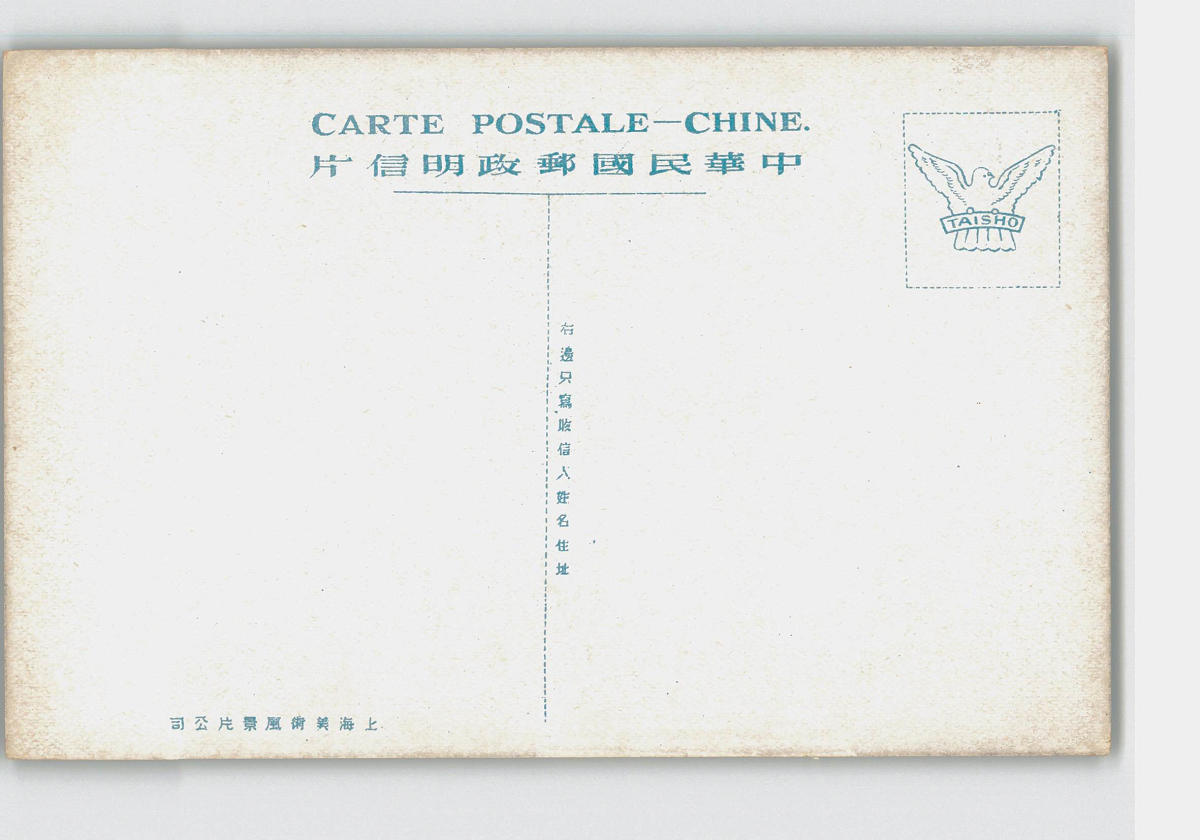 CARTE POSTALE—CHINE.
中華民國郵政明信片
TAISHO
右邊只寫收信人姓名住址
上海美術風景片公司